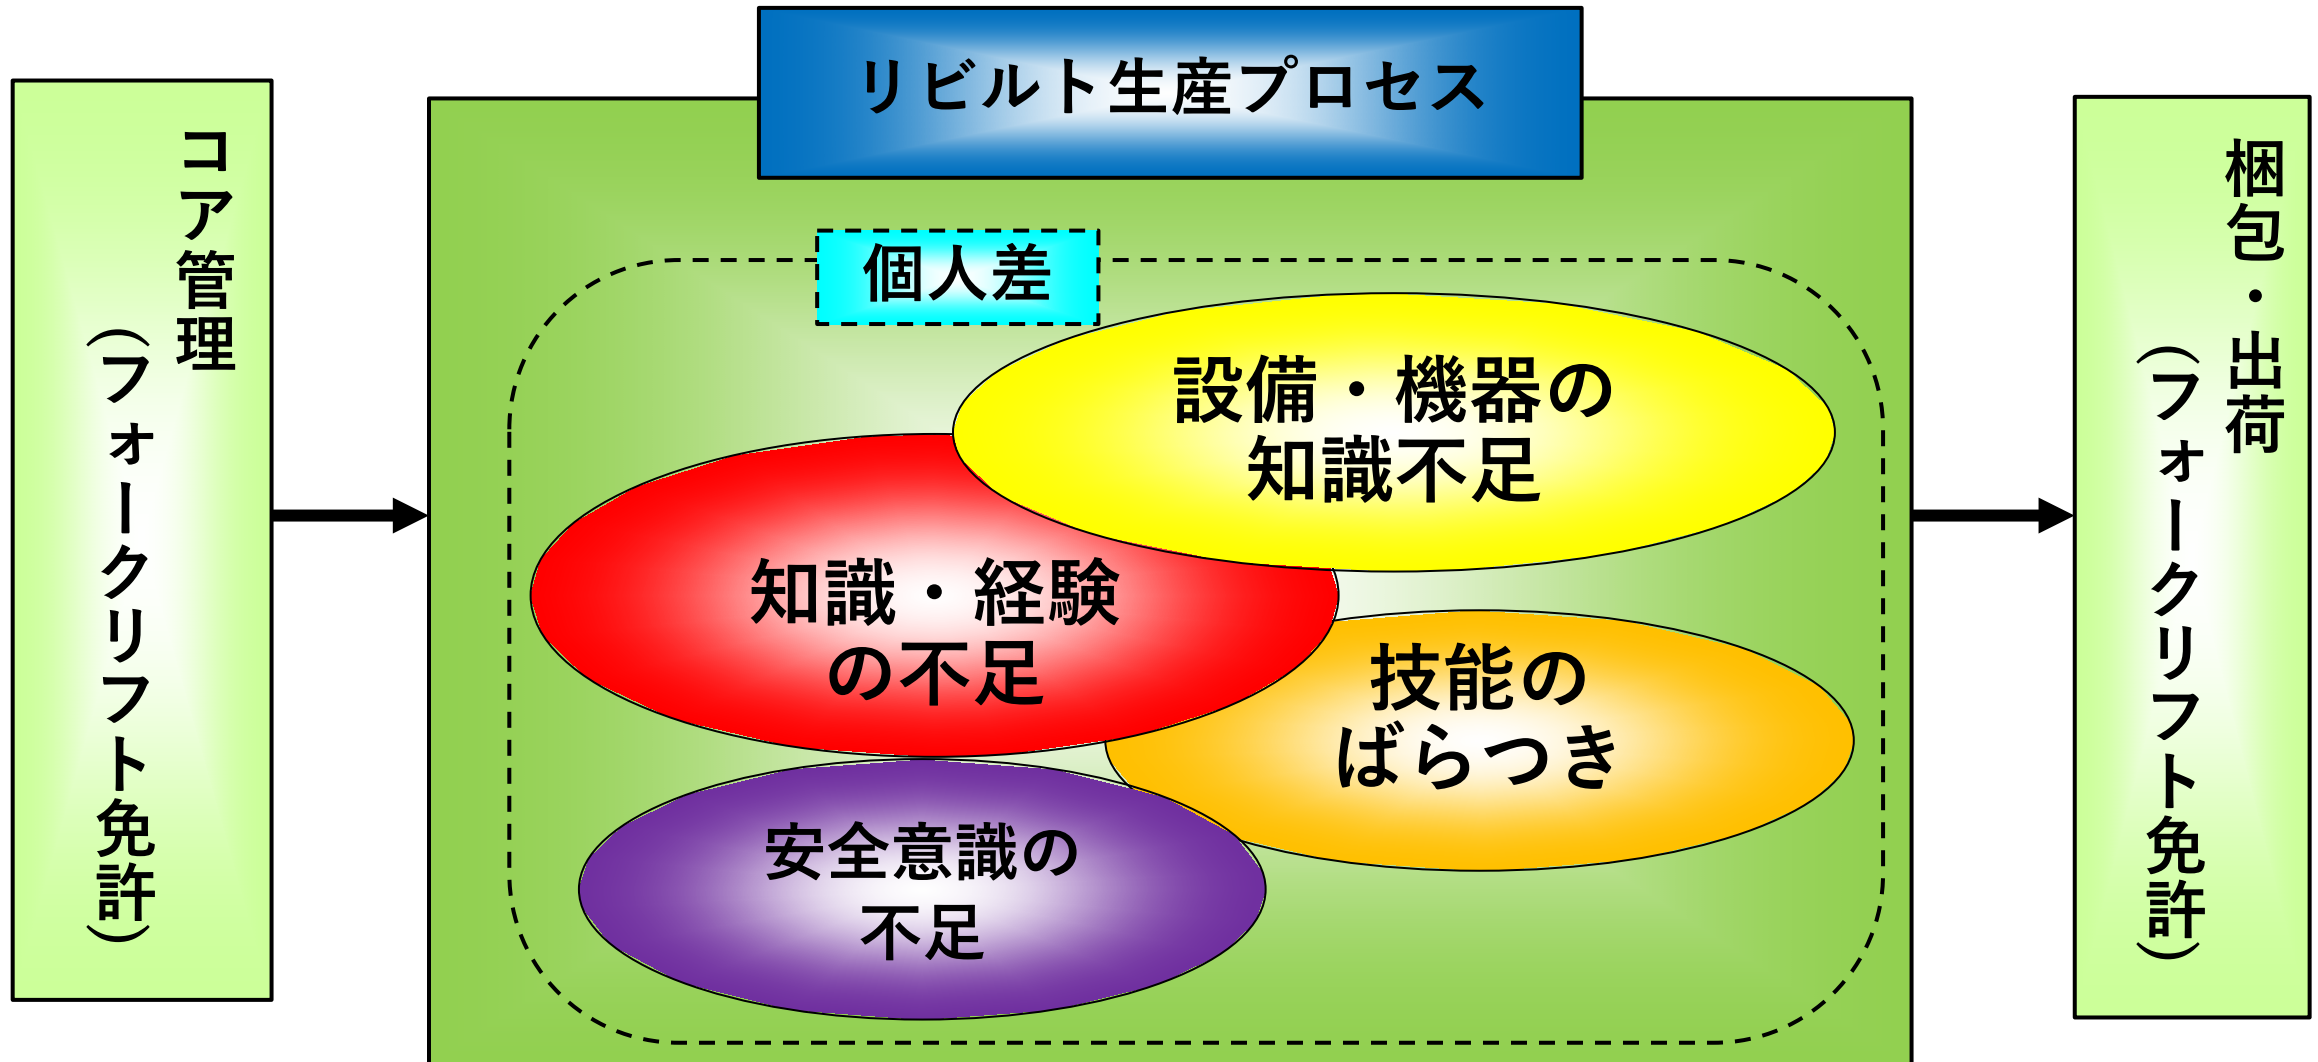 リビルト生産プロセス
コア管理
（フォークリフト免許）
個人差
設備・機器の
知識不足
知識・経験
の不足
技能の
ばらつき
安全意識の
不足
梱包・出荷
（フォークリフト免許）